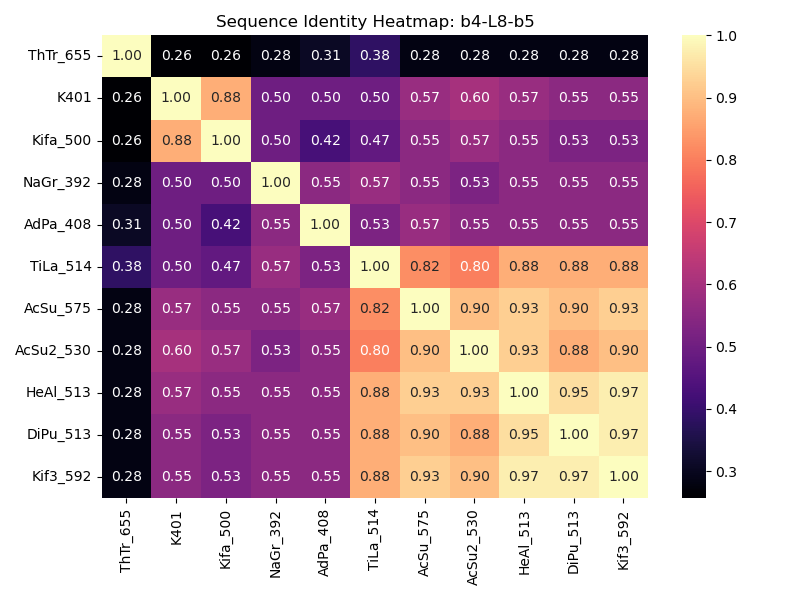 Sequence Identity Heatmap: b4-L8-b5
ThTr_655 1.00 0.26 0.26 0.28 0.31 0.38 0.28 0.28 0.28 0.28 0.28
K401 0.26 1.00 0.88 0.50 0.50 0.50 0.57 0.60 0.57 0.55 0.55
Kifa_500 0.26 0.88 1.00 0.50 0.42 0.47 0.55 0.57 0.55 0.53 0.53
NaGr_392 0.28 0.50 0.50 1.00 0.55 0.57 0.55 0.53 0.55 0.55 0.55
AdPa_408 0.31 0.50 0.42 0.55 1.00 0.53 0.57 0.55 0.55 0.55 0.55
TiLa_514 0.38 0.50 0.47 0.57 0.53 1.00 0.82 0.80 0.88 0.88 0.88
AcSu_575 0.28 0.57 0.55 0.55 0.57 0.82 1.00 0.90 0.93 0.90 0.93
AcSu2_530 0.28 0.60 0.57 0.53 0.55 0.80 0.90 1.00 0.93 0.88 0.90
HeAl_513 0.28 0.57 0.55 0.55 0.55 0.88 0.93 0.93 1.00 0.95 0.97
DiPu_513 0.28 0.55 0.53 0.55 0.55 0.88 0.90 0.88 0.95 1.00 0.97
Kif3_592 0.28 0.55 0.53 0.55 0.55 0.88 0.93 0.90 0.97 0.97 1.00
ThTr_655 K401 Kifa_500 NaGr_392 AdPa_408 TiLa_514 AcSu_575 AcSu2_530 HeAl_513 DiPu_513 Kif3_592
1.0
0.9
0.8
0.7
0.6
0.5
0.4
0.3